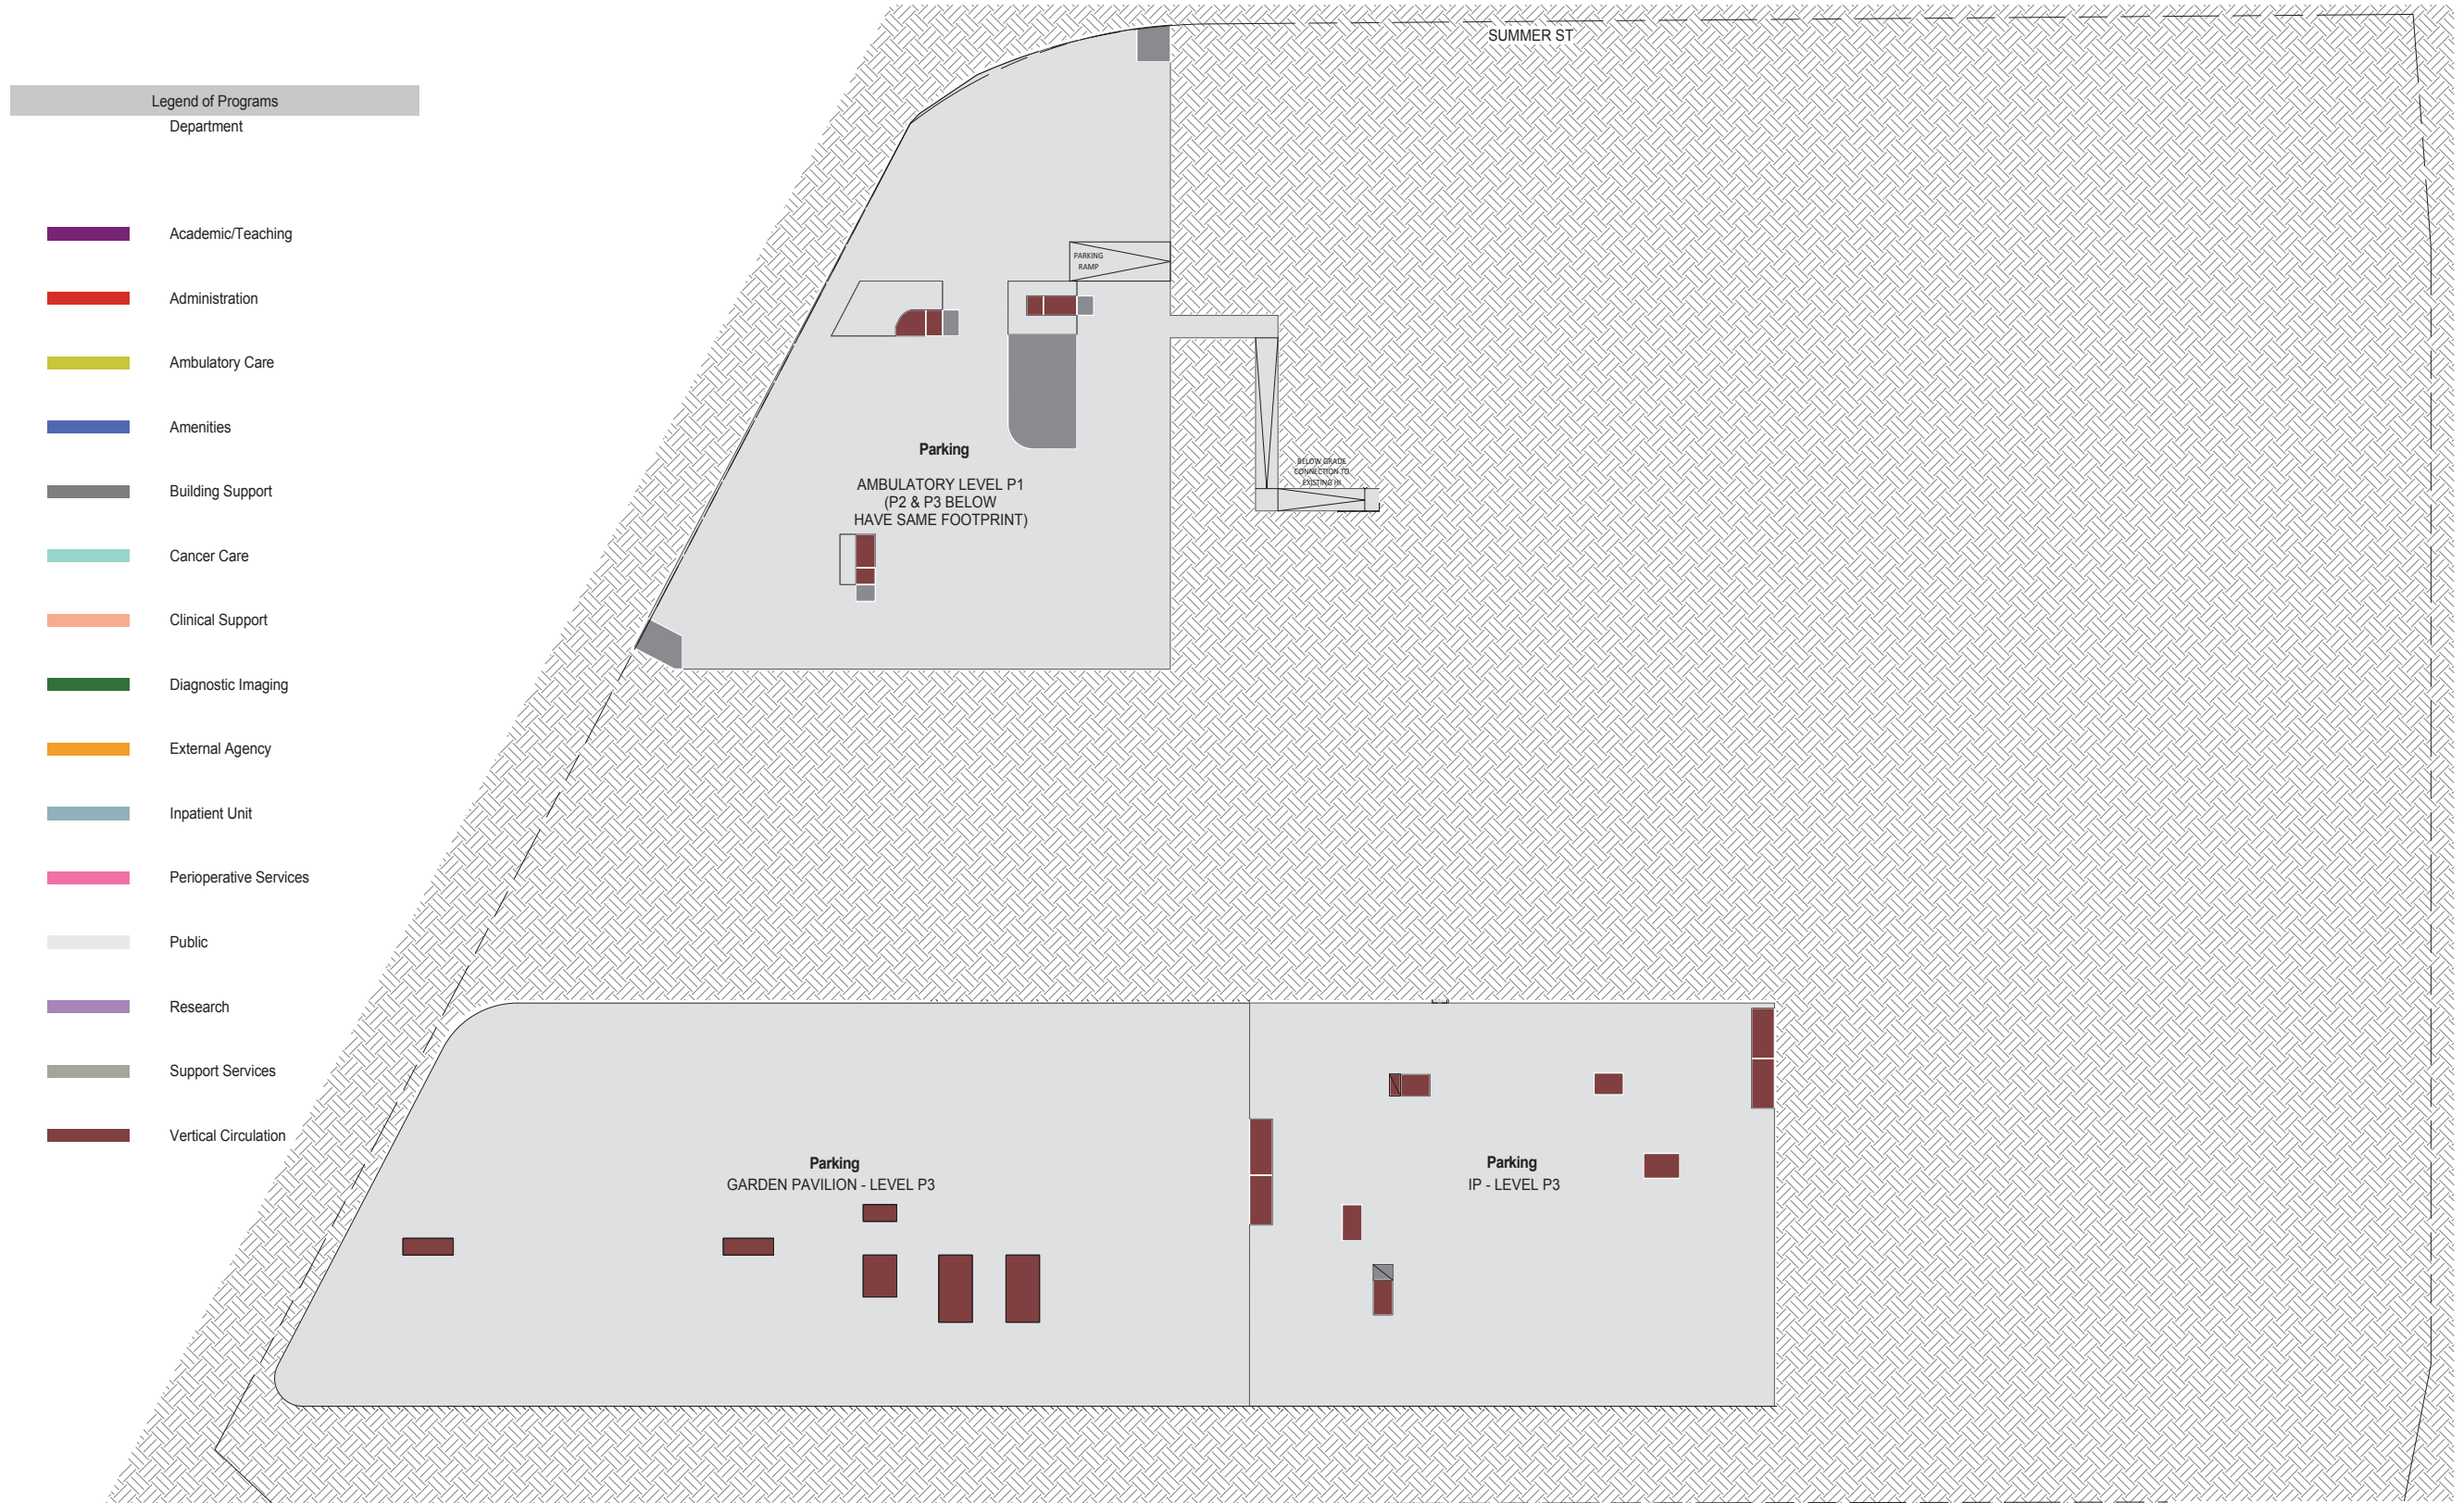 SUMMER ST
Legend of Programs
Department
Academic/Teaching
Administration
Ambulatory Care
Amenities
Building Support
Cancer Care
Clinical Support
Diagnostic Imaging
External Agency
Inpatient Unit
Perioperative Services
Public
Research
Support Services
Vertical Circulation
PARKING
RAMP
Parking
AMBULATORY LEVEL P1
(P2 & P3 BELOW
HAVE SAME FOOTPRINT)
BELOW GRADE
CONNECTION TO
EXISTING HI
Parking
GARDEN PAVILION - LEVEL P3
Parking
IP - LEVEL P3